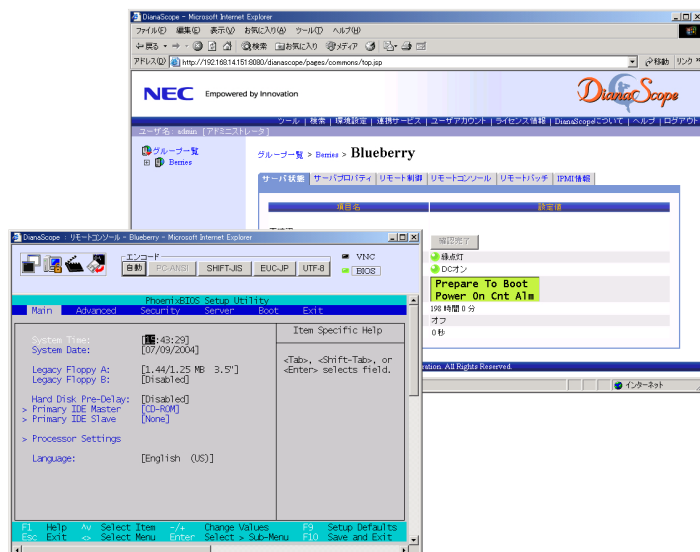 DianaScope - Microsoft Internet Explorer
ファイル(F) 編集(E) 表示(V) お気に入り(A) ツール(T) ヘルプ(H)
戻る 検索 お気に入り メディア
アドレス(D) http://192.168.14.151:8080/dianascope/pages/commons/top.jsp 移動 リンク
NEC Empowered by Innovation DianaScope
ツール | 検索 | 環境設定 | 連携サービス | ユーザアカウント | ライセンス情報 | DianaScopeについて | ヘルプ | ログアウト
ユーザ名: admin [アドミニストレータ]
グループ一覧
Berries
グループ一覧 > Berries > Blueberry
サーバ状態 サーバプロパティ リモート制御 リモートコンソール リモートバッチ IPMI情報
項目名 設定値
確認完了
緑点灯
DCオン
Prepare To Boot
Power On Cnt Alm
198 時間 0 分
オフ
0 秒
ration. All Rights Reserved.
インターネット
DianaScope : リモートコンソール - Blueberry - Microsoft Internet Explorer
エンコード
自動 PC-ANSI SHIFT-JIS EUC-JP UTF-8
VNC
BIOS
PhoenixBIOS Setup Utility
Main Advanced Security Server Boot Exit
Item Specific Help
System Time: [15:43:29]
System Date: [07/09/2004]
<Tab>, <Shift-Tab>, or
<Enter> selects field.
Legacy Floppy A: [1.44/1.25 MB 3.5"]
Legacy Floppy B: [Disabled]
Hard Disk Pre-Delay: [Disabled]
> Primary IDE Master [CD-ROM]
> Primary IDE Slave [None]
> Processor Settings
Language: [English (US)]
F1 Help ^v Select Item -/+ Change Values F9 Setup Defaults
Esc Exit <> Select Menu Enter Select > Sub-Menu F10 Save and Exit